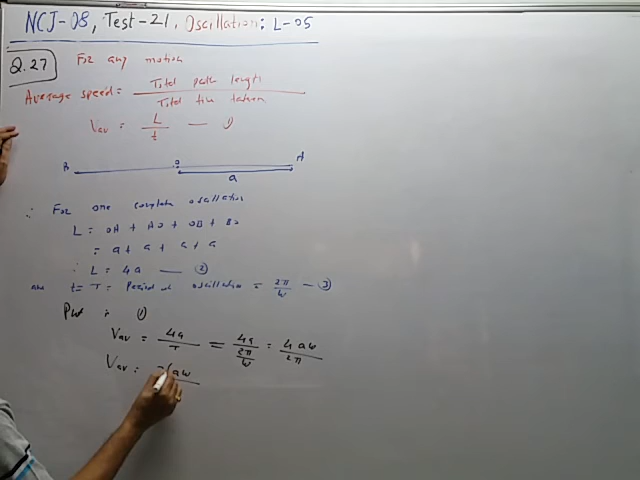 NCJ-08, Test-21, Oscillation: L-05
Q.27 For any motion
Average speed = Total path length / Total time taken
Vav = L / t — ①
B o A
a
∴ For one complete oscillation
L = OA + AO + OB + BO
= a + a + a + a
∴ L = 4a — ②
and t = T = Period of oscillation = 2π / ω — ③
Put in ①
Vav = 4a / T = 4a / (2π / ω) = 4aω / 2π
Vav = aω